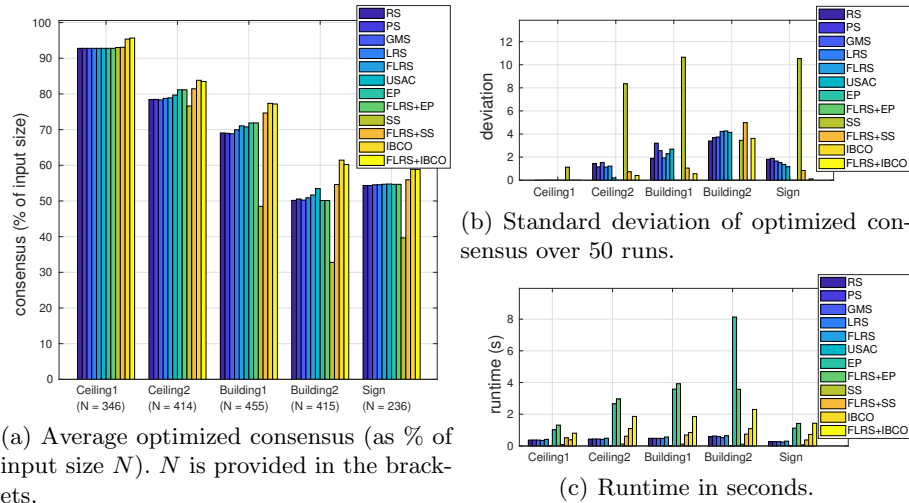 100
90
80
70
60
50
40
30
20
10
0
consensus (% of input size)
Ceiling1
(N = 346)
Ceiling2
(N = 414)
Building1
(N = 455)
Building2
(N = 415)
Sign
(N = 236)
RS
PS
GMS
LRS
FLRS
USAC
EP
FLRS+EP
SS
FLRS+SS
IBCO
FLRS+IBCO
(a) Average optimized consensus (as % of
input size N). N is provided in the brack-
ets.
12
10
8
6
4
2
0
deviation
Ceiling1 Ceiling2 Building1 Building2 Sign
RS
PS
GMS
LRS
FLRS
USAC
EP
FLRS+EP
SS
FLRS+SS
IBCO
FLRS+IBCO
(b) Standard deviation of optimized con-
sensus over 50 runs.
8
6
4
2
0
runtime (s)
Ceiling1 Ceiling2 Building1 Building2 Sign
RS
PS
GMS
LRS
FLRS
USAC
EP
FLRS+EP
SS
FLRS+SS
IBCO
FLRS+IBCO
(c) Runtime in seconds.